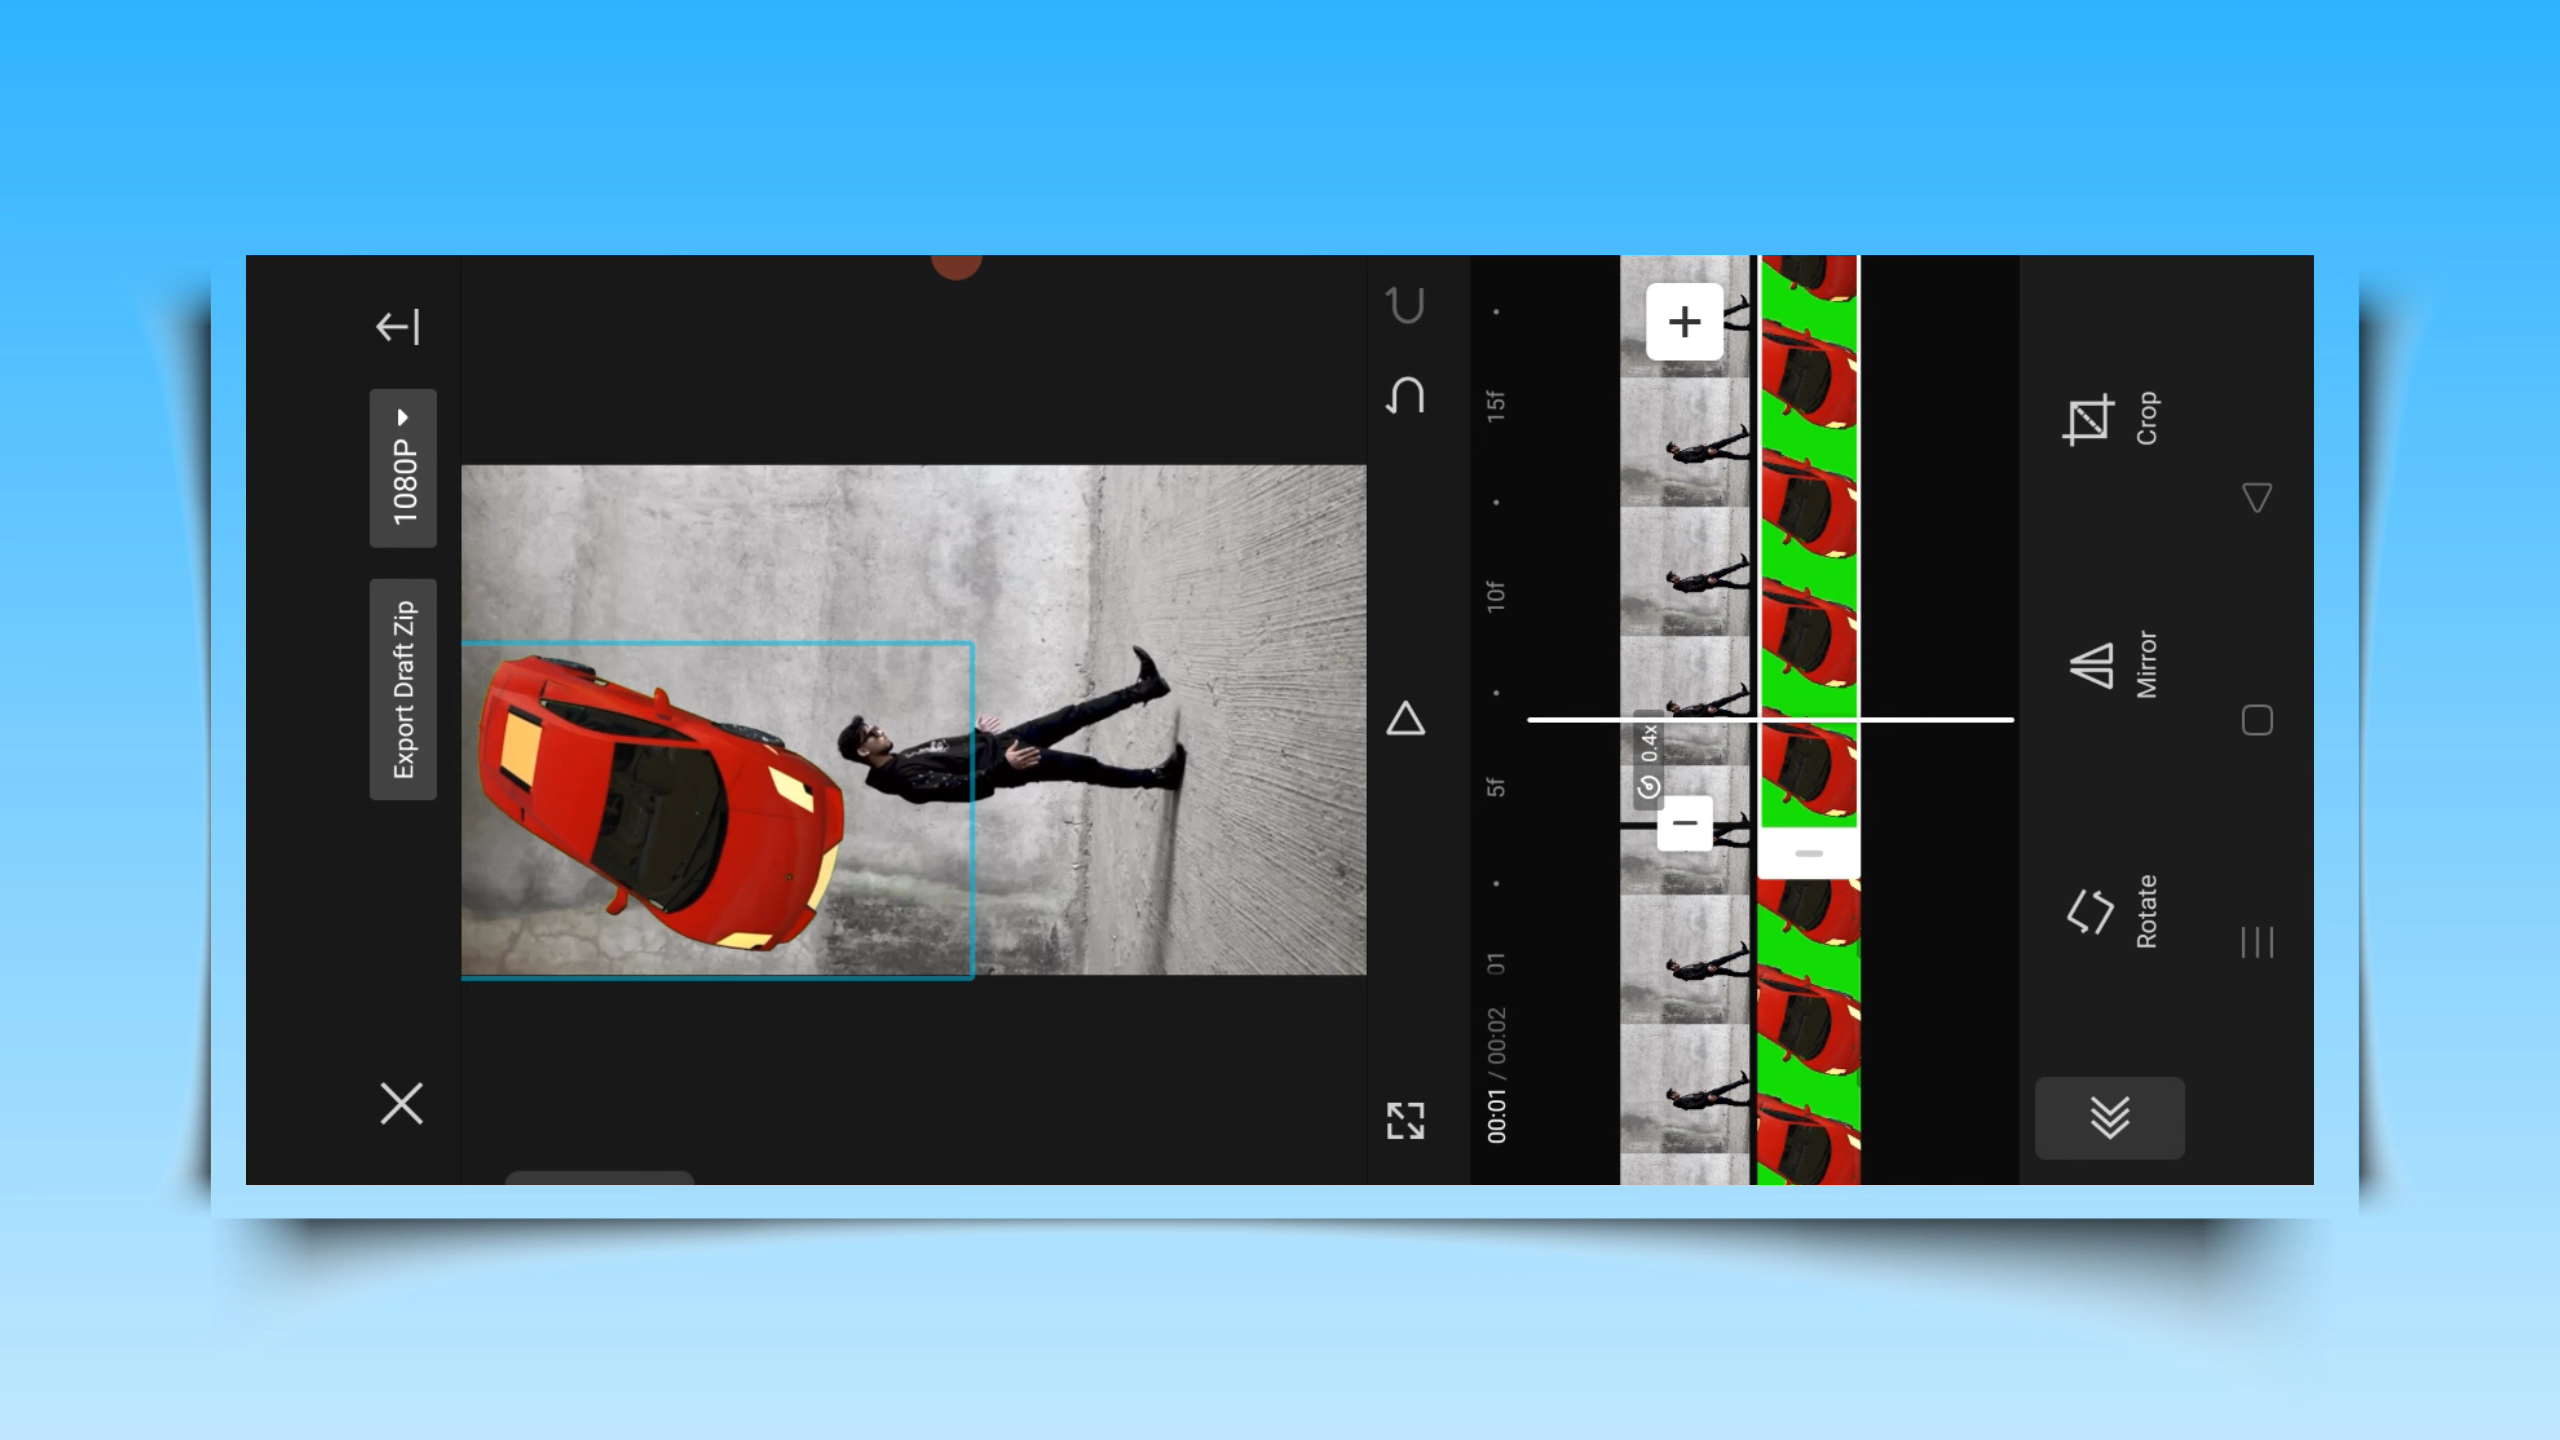 1080P
Export Draft Zip
00:01 / 00:02
01
5f
10f
15f
0.4x
Rotate
Mirror
Crop